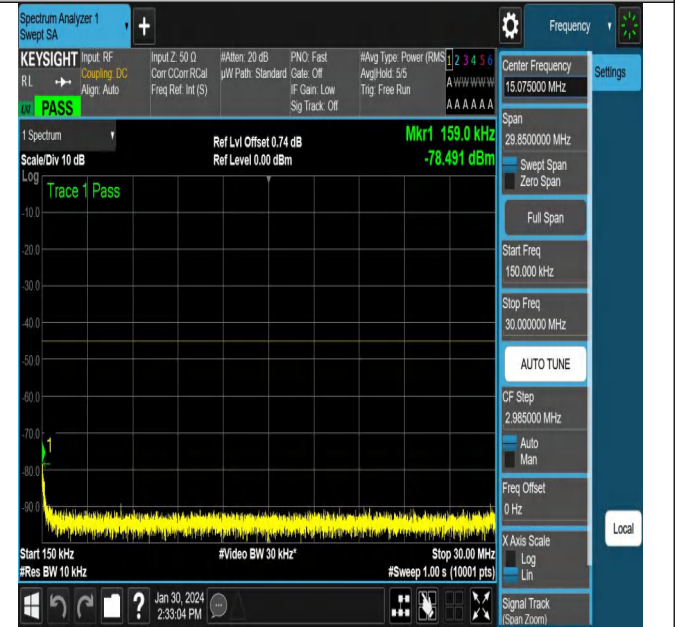 Spectrum Analyzer 1
Swept SA
+
Frequency
KEYSIGHT
RL
PASS
Input: RF
Coupling: DC
Align: Auto
Input Z: 50 Ω
Corr CCorr RCal
Freq Ref: Int (S)
#Atten: 20 dB
µW Path: Standard
PNO: Fast
Gate: Off
IF Gain: Low
Sig Track: Off
#Avg Type: Power (RMS
Avg|Hold: 5/5
Trig: Free Run
1 2 3 4 5 6
A W W W W W
A A A A A A
1 Spectrum
Scale/Div 10 dB
Ref Lvl Offset 0.74 dB
Ref Level 0.00 dBm
Mkr1 159.0 kHz
-78.491 dBm
Log
Trace 1 Pass
-10.0
-20.0
-30.0
-40.0
-50.0
-60.0
-70.0
1
-80.0
-90.0
Start 150 kHz
#Res BW 10 kHz
#Video BW 30 kHz*
Stop 30.00 MHz
#Sweep 1.00 s (10001 pts)
Center Frequency
15.075000 MHz
Span
29.8500000 MHz
Swept Span
Zero Span
Full Span
Start Freq
150.000 kHz
Stop Freq
30.000000 MHz
AUTO TUNE
CF Step
2.985000 MHz
Auto
Man
Freq Offset
0 Hz
X Axis Scale
Log
Lin
Signal Track
(Span Zoom)
Settings
Local
?
Jan 30, 2024
2:33:04 PM